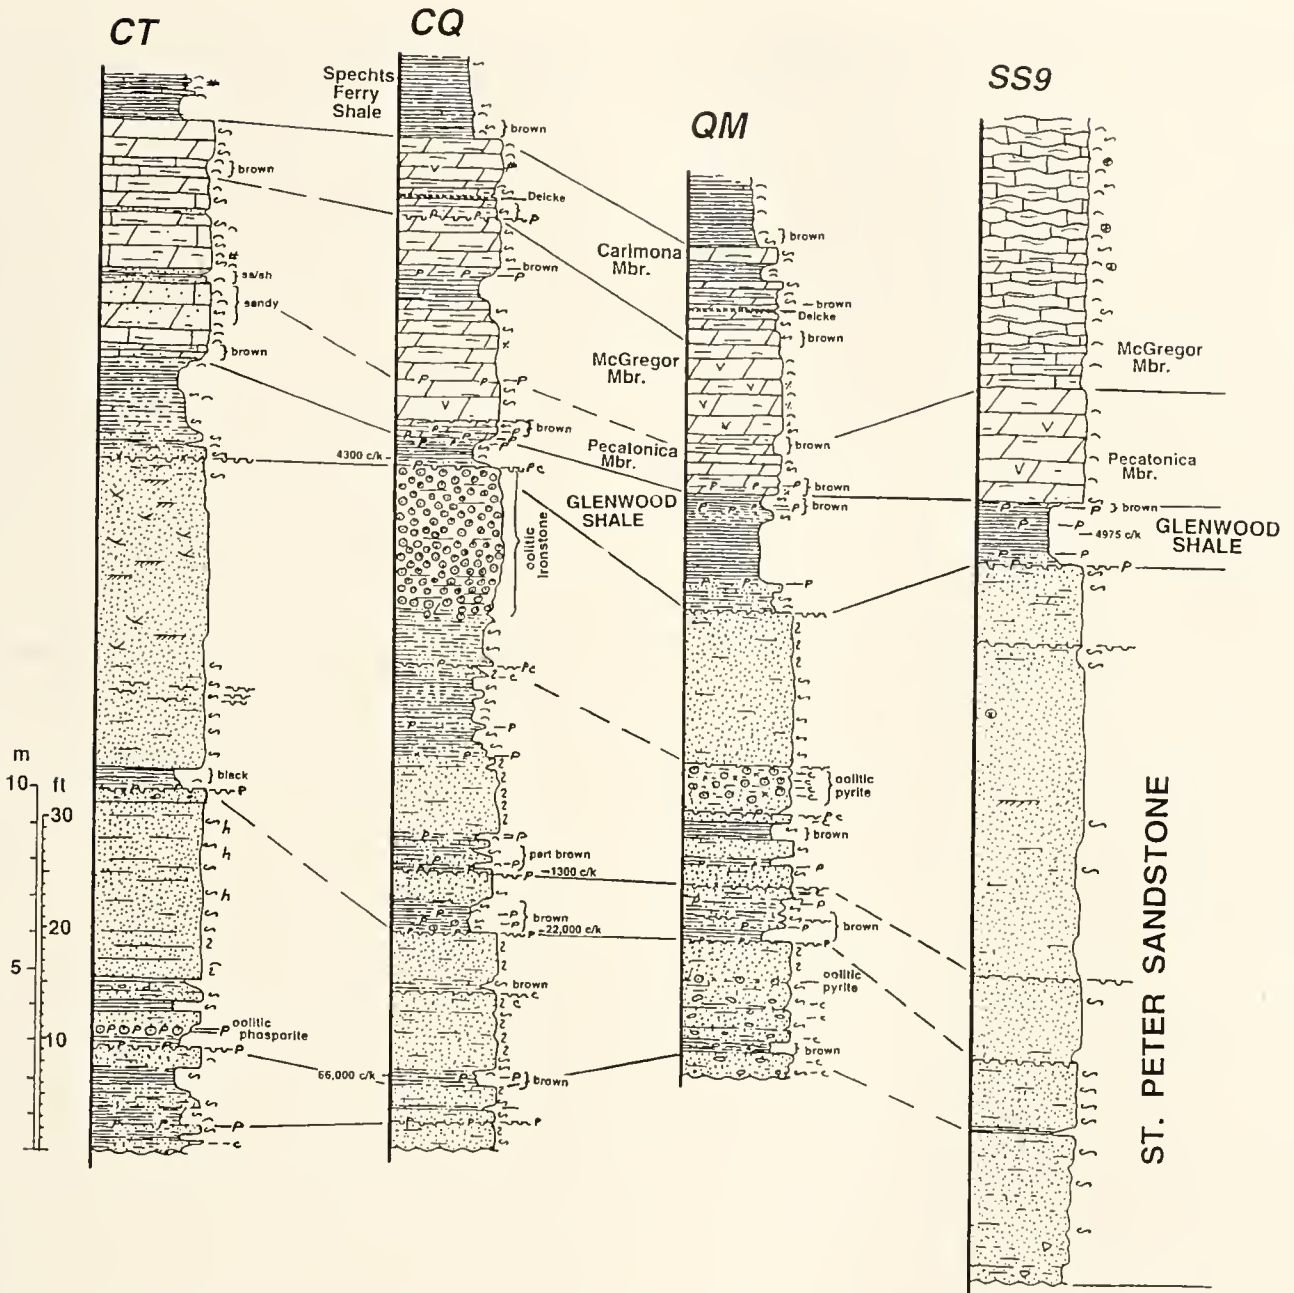 CT
CQ
QM
SS9
Spechts
Ferry
Shale
brown
ss/sh
sandy
brown
black
P
h
h
h
oolitic
phosphorite
P
P
P
c
brown
Deicke
P
brown
P
P
brown
P
P
4300 c/k
Pc
oolitic
Ironstone
Pc
c
P
P
P
part brown
P
P
1300 c/k
P
P
brown
P
22,000 c/k
brown
c
c
66,000 c/k
P
brown
P
Carlmona
Mbr.
McGregor
Mbr.
Pecatonica
Mbr.
GLENWOOD
SHALE
brown
brown
Deicke
brown
brown
P
brown
P
brown
P
oolitic
pyrite
Pc
c
brown
P
P
P
brown
P
oolitic
pyrite
c
c
brown
c
c
McGregor
Mbr.
Pecatonica
Mbr.
P
brown
P
4975 c/k
P
P
GLENWOOD
SHALE
ST. PETER SANDSTONE
m
ft
10
30
20
5
10